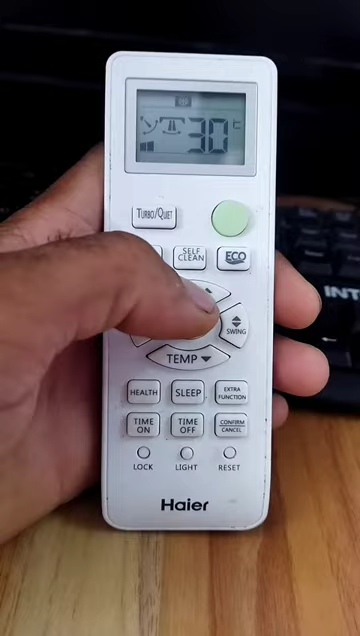 30°C
TURBO/QUIET
SELF CLEAN
ECO
SWING
TEMP
HEALTH
SLEEP
EXTRA FUNCTION
TIME ON
TIME OFF
CONFIRM CANCEL
LOCK
LIGHT
RESET
Haier
INT